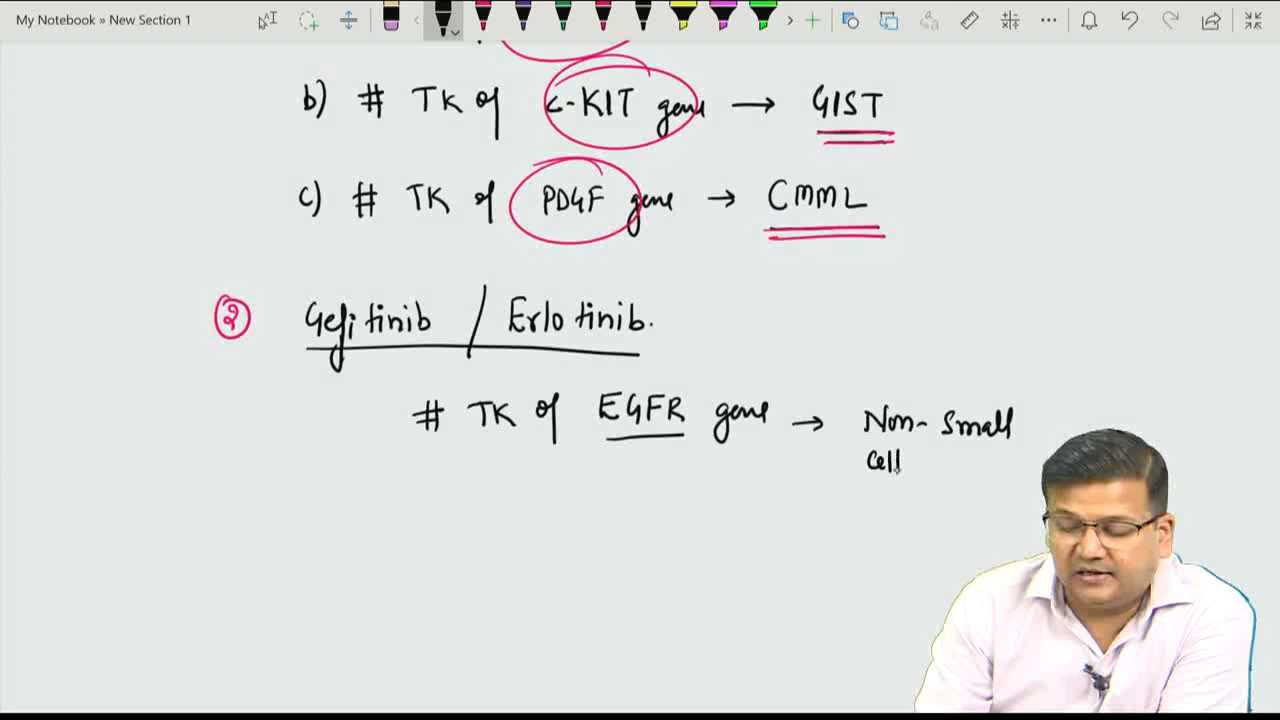 My Notebook » New Section 1
b) # TK of c-KIT gene → GIST
c) # TK of PDGF gene → CMML
2 Gefitinib / Erlotinib.
# TK of EGFR gene → Non-Small
cell